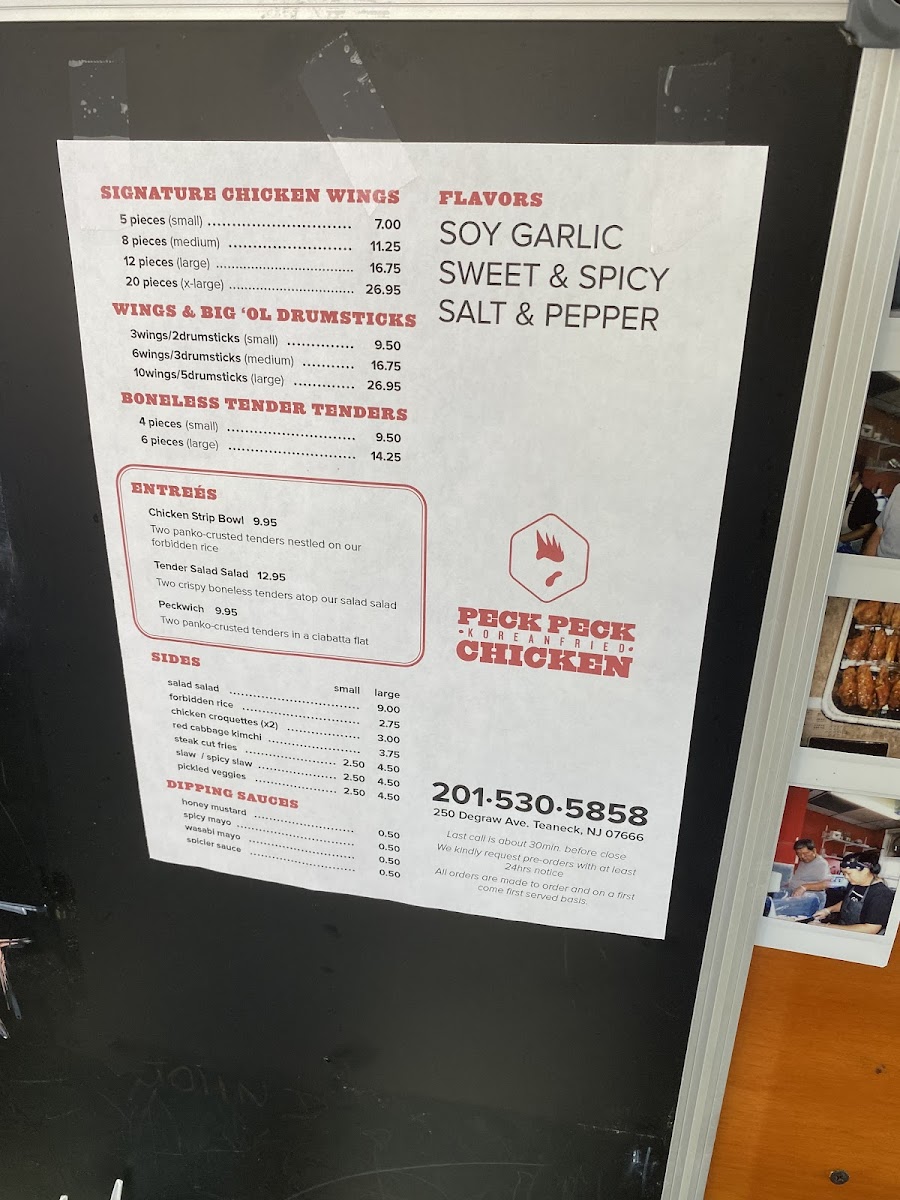 SIGNATURE CHICKEN WINGS
5 pieces (small) 7.00
8 pieces (medium) 11.25
12 pieces (large) 16.75
20 pieces (x-large) 26.95
WINGS & BIG ‘OL DRUMSTICKS
3wings/2drumsticks (small) 9.50
6wings/3drumsticks (medium) 16.75
10wings/5drumsticks (large) 26.95
BONELESS TENDER TENDERS
4 pieces (small) 9.50
6 pieces (large) 14.25
ENTREÉS
Chicken Strip Bowl 9.95
Two panko-crusted tenders nestled on our
forbidden rice
Tender Salad Salad 12.95
Two crispy boneless tenders atop our salad salad
Peckwich 9.95
Two panko-crusted tenders in a ciabatta flat
SIDES
small large
salad salad 9.00
forbidden rice 2.75
chicken croquettes (x2) 3.00
red cabbage kimchi 3.75
steak cut fries 2.50 4.50
slaw / spicy slaw 2.50 4.50
pickled veggies 2.50 4.50
DIPPING SAUCES
honey mustard 0.50
spicy mayo 0.50
wasabi mayo 0.50
spicier sauce 0.50
FLAVORS
SOY GARLIC
SWEET & SPICY
SALT & PEPPER
PECK PECK
KOREANFRIED
CHICKEN
201·530·5858
250 Degraw Ave. Teaneck, NJ 07666
Last call is about 30min. before close
We kindly request pre-orders with at least
24hrs notice
All orders are made to order and on a first
come first served basis.